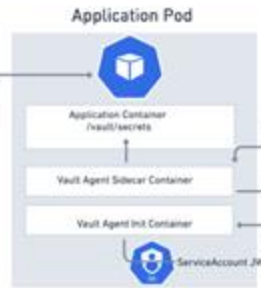 Application Pod
Application Container
/vault/secrets
Vault Agent Sidecar Container
Vault Agent Init Container
ServiceAccount